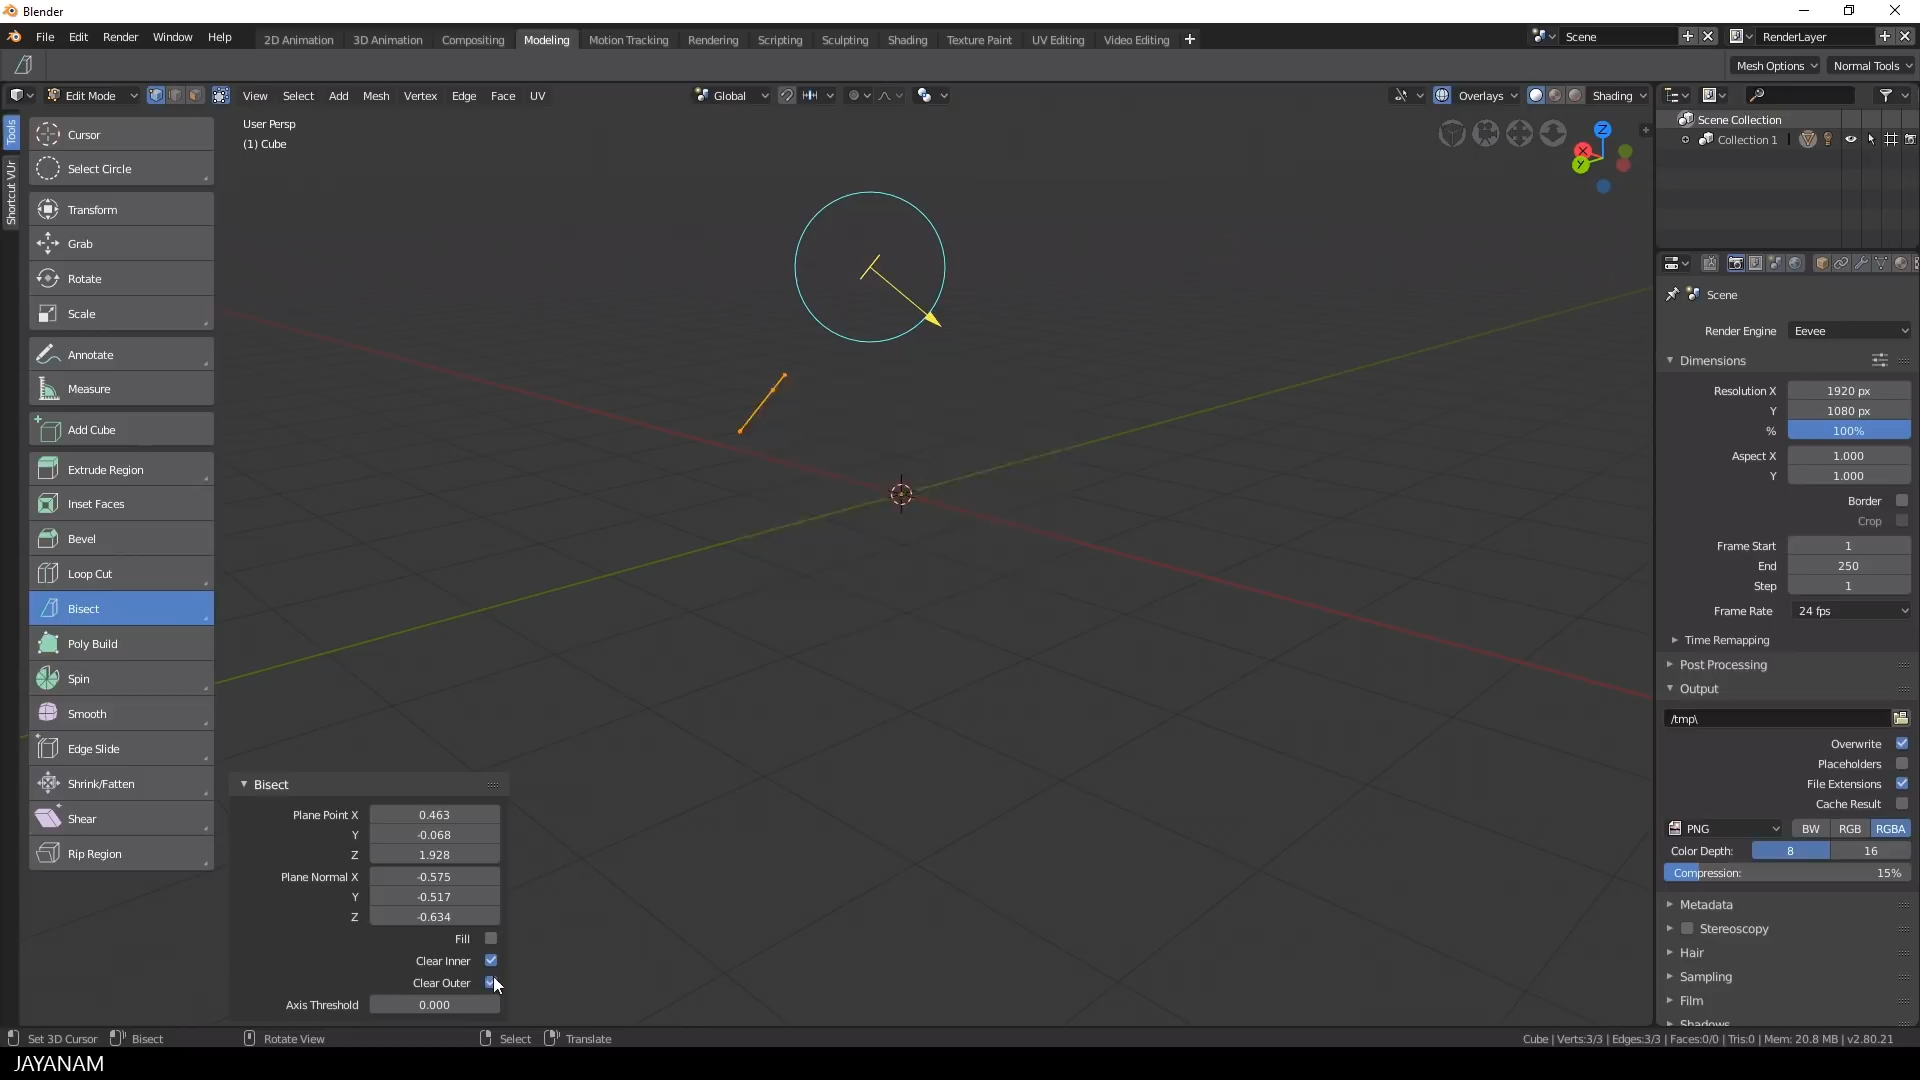 Blender
File Edit Render Window Help 2D Animation 3D Animation Compositing Modeling Motion Tracking Rendering Scripting Sculpting Shading Texture Paint UV Editing Video Editing Scene RenderLayer
Mesh Options Normal Tools
Edit Mode View Select Add Mesh Vertex Edge Face UV Global Overlays Shading
Tools
Shortcut VUr
Cursor
Select Circle
Transform
Grab
Rotate
Scale
Annotate
Measure
Add Cube
Extrude Region
Inset Faces
Bevel
Loop Cut
Bisect
Poly Build
Spin
Smooth
Edge Slide
Shrink/Fatten
Shear
Rip Region
User Persp
(1) Cube
Z
X
Y
Bisect
Plane Point X 0.463
Y -0.068
Z 1.928
Plane Normal X -0.575
Y -0.517
Z -0.634
Fill
Clear Inner
Clear Outer
Axis Threshold 0.000
Scene Collection
Collection 1
Scene
Render Engine Eevee
Dimensions
Resolution X 1920 px
Y 1080 px
% 100%
Aspect X 1.000
Y 1.000
Border
Crop
Frame Start 1
End 250
Step 1
Frame Rate 24 fps
Time Remapping
Post Processing
Output
/tmp\
Overwrite
Placeholders
File Extensions
Cache Result
PNG BW RGB RGBA
Color Depth: 8 16
Compression: 15%
Metadata
Stereoscopy
Hair
Sampling
Film
Shadows
Set 3D Cursor Bisect Rotate View Select Translate Cube | Verts:3/3 | Edges:3/3 | Faces:0/0 | Tris:0 | Mem: 20.8 MB | v2.80.21
JAYANAM